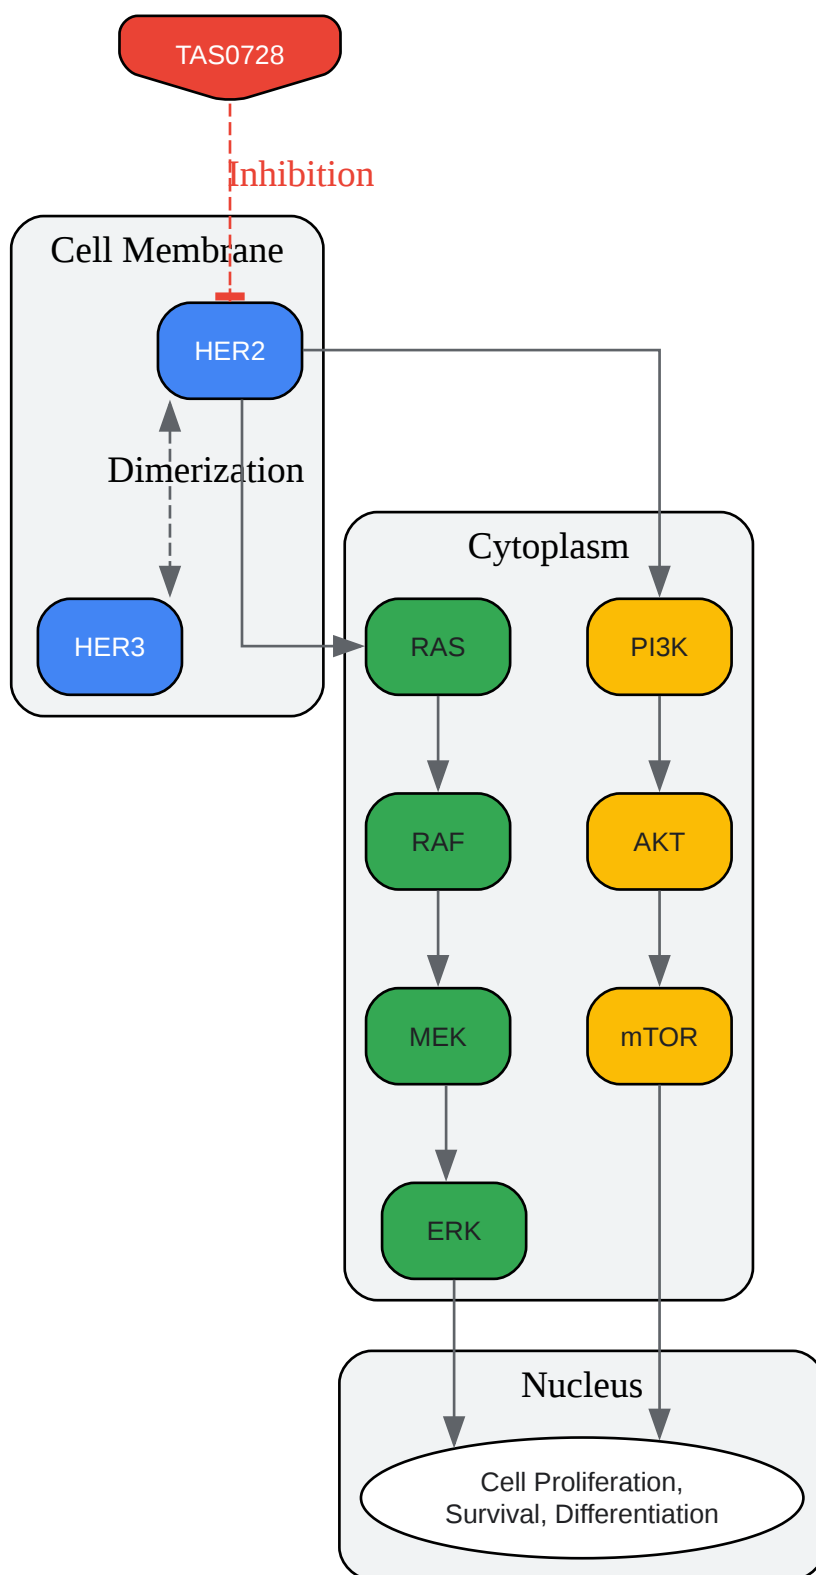 TAS0728
Inhibition
Cell Membrane
HER2
Dimerization
HER3
Cytoplasm
RAS
PI3K
RAF
AKT
MEK
mTOR
ERK
Nucleus
Cell Proliferation,
Survival, Differentiation